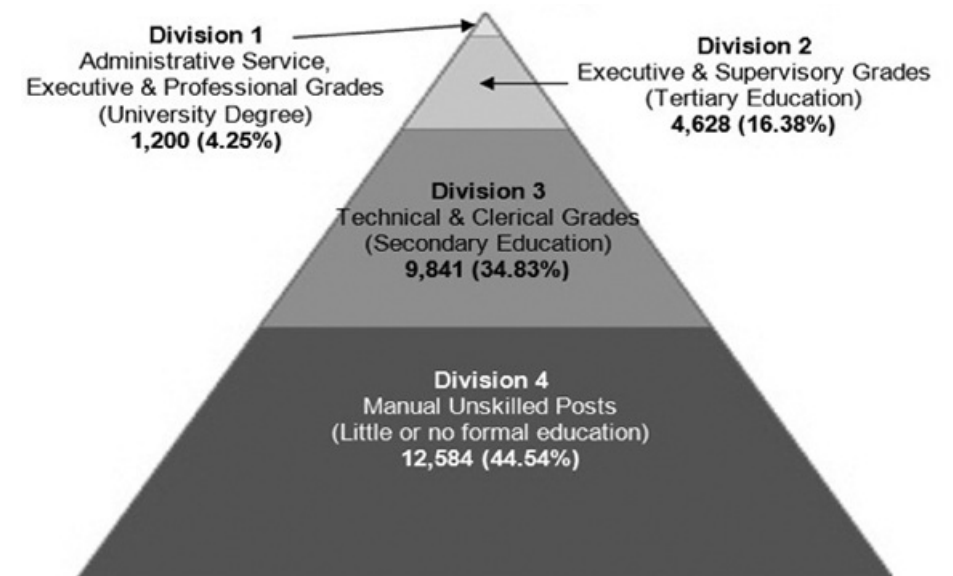 Division 1
Administrative Service,
Executive & Professional Grades
(University Degree)
1,200 (4.25%)
Division 2
Executive & Supervisory Grades
(Tertiary Education)
4,628 (16.38%)
Division 3
Technical & Clerical Grades
(Secondary Education)
9,841 (34.83%)
Division 4
Manual Unskilled Posts
(Little or no formal education)
12,584 (44.54%)